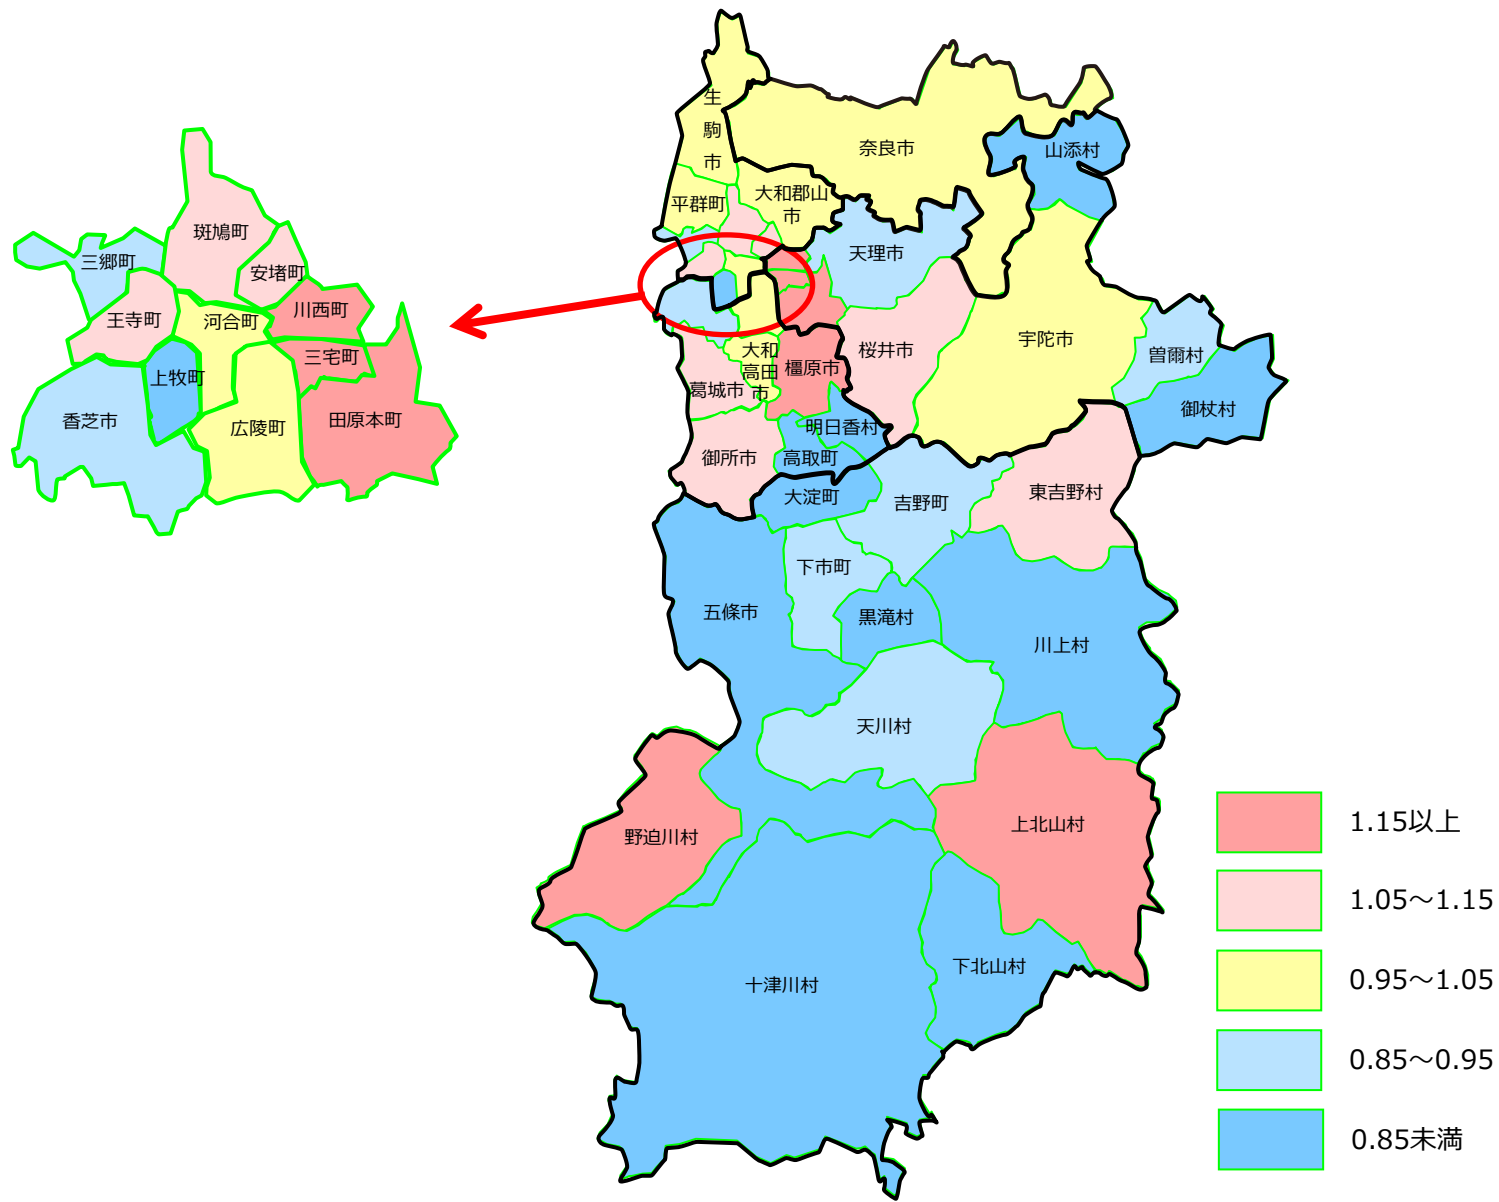 生
駒
市
奈良市
山添村
平群町
大和郡山
市
天理市
斑鳩町
三郷町
安堵町
川西町
王寺町
河合町
三宅町
上牧町
香芝市
広陵町
田原本町
宇陀市
曽爾村
御杖村
桜井市
大和
高田
市
橿原市
葛城市
明日香村
高取町
御所市
大淀町
吉野町
東吉野村
下市町
五條市
黒滝村
川上村
天川村
上北山村
野迫川村
下北山村
十津川村
1.15以上
1.05～1.15
0.95～1.05
0.85～0.95
0.85未満